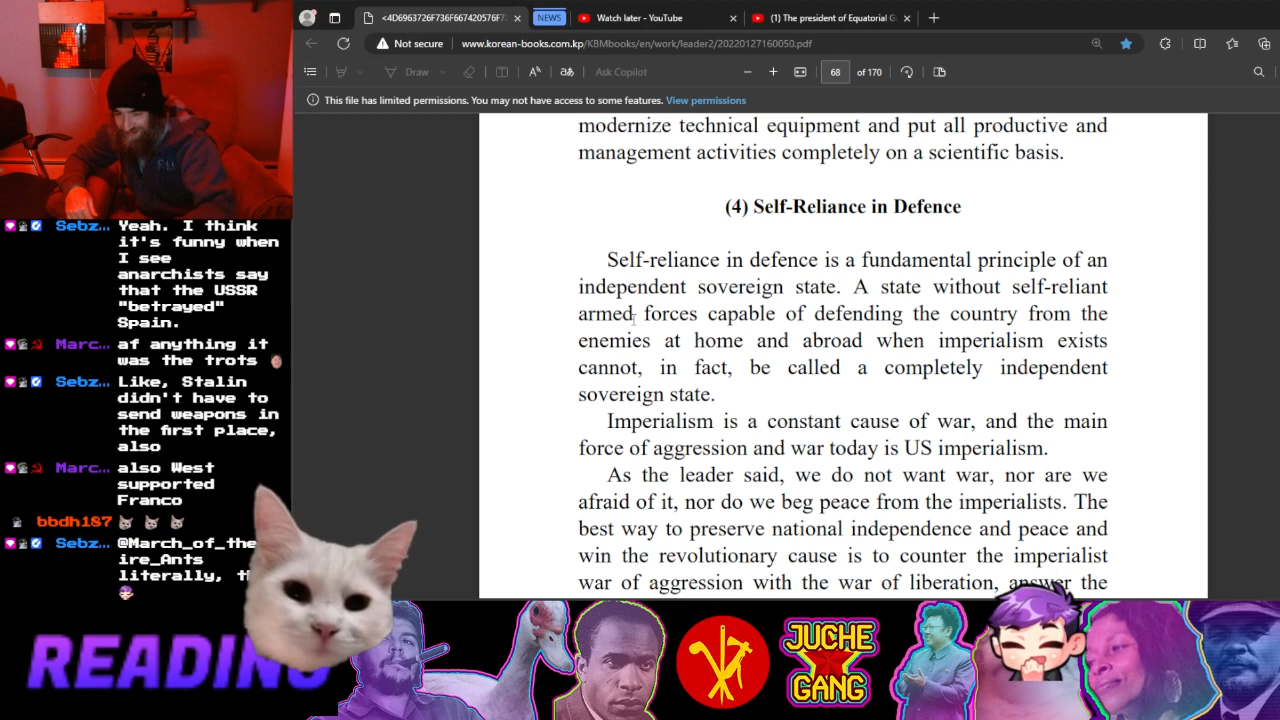 <4D6963726F736F667420576F7
NEWS
Watch later - YouTube
(1) The president of Equatorial G
Not secure
www.korean-books.com.kp/KBMbooks/en/work/leader2/20220127160050.pdf
Draw
Ask Copilot
68
of 170
This file has limited permissions. You may not have access to some features. View permissions
modernize technical equipment and put all productive and
management activities completely on a scientific basis.
(4) Self-Reliance in Defence
Self-reliance in defence is a fundamental principle of an
independent sovereign state. A state without self-reliant
armed forces capable of defending the country from the
enemies at home and abroad when imperialism exists
cannot, in fact, be called a completely independent
sovereign state.
Imperialism is a constant cause of war, and the main
force of aggression and war today is US imperialism.
As the leader said, we do not want war, nor are we
afraid of it, nor do we beg peace from the imperialists. The
best way to preserve national independence and peace and
win the revolutionary cause is to counter the imperialist
war of aggression with the war of liberation, answer the
Sebz... Yeah. I think
it's funny when
I see
anarchists say
that the USSR
"betrayed"
Spain.
Marc... af anything it
was the trots
Sebz... Like, Stalin
didn't have to
send weapons in
the first place,
also
Marc... also West
supported
Franco
bbdh187
Sebz... @March_of_the
ire_Ants
literally,
READING
JUCHE
GANG